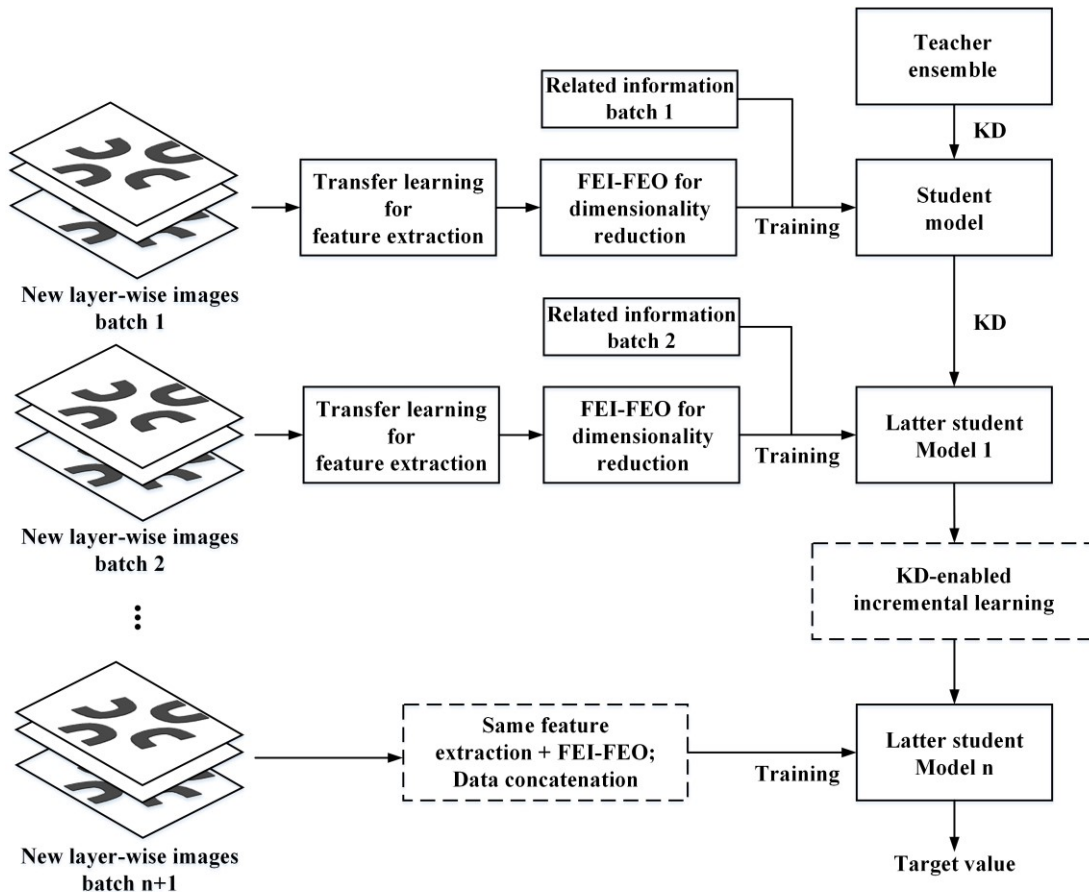 Teacher
ensemble
KD
Related information
batch 1
Transfer learning
for
feature extraction
FEI-FEO for
dimensionality
reduction
Training
Student
model
New layer-wise images
batch 1
KD
Related information
batch 2
Transfer learning
for
feature extraction
FEI-FEO for
dimensionality
reduction
Training
Latter student
Model 1
New layer-wise images
batch 2
KD-enabled
incremental learning
Same feature
extraction + FEI-FEO;
Data concatenation
Training
Latter student
Model n
New layer-wise images
batch n+1
Target value